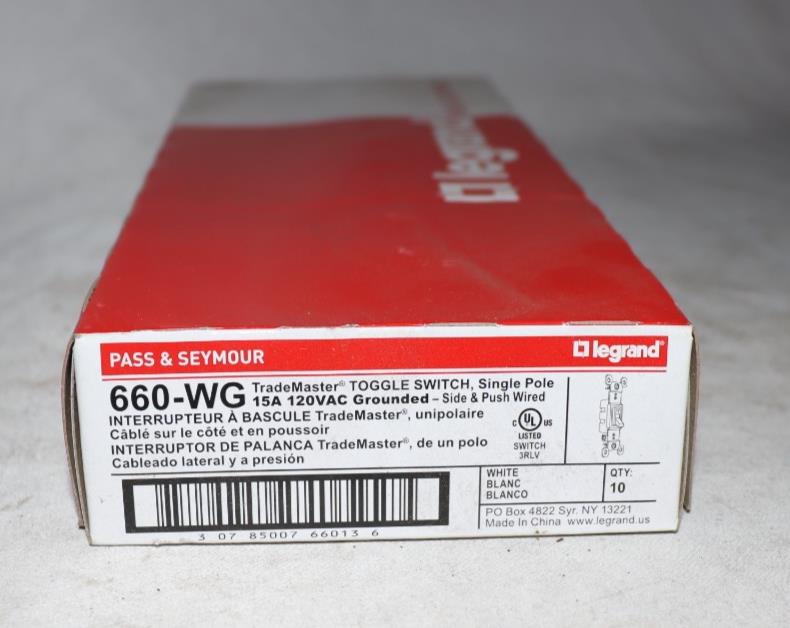 legrand
PASS & SEYMOUR
legrand®
660-WG
TradeMaster® TOGGLE SWITCH, Single Pole
15A 120VAC Grounded – Side & Push Wired
INTERRUPTEUR À BASCULE TradeMaster®, unipolaire
Câblé sur le côté et en poussoir
INTERRUPTOR DE PALANCA TradeMaster®, de un polo
Cableado lateral y a presión
C UL US
LISTED
SWITCH
3RLV
WHITE
BLANC
BLANCO
QTY:
10
PO Box 4822 Syr. NY 13221
Made In China www.legrand.us
3 07 85007 66013 6